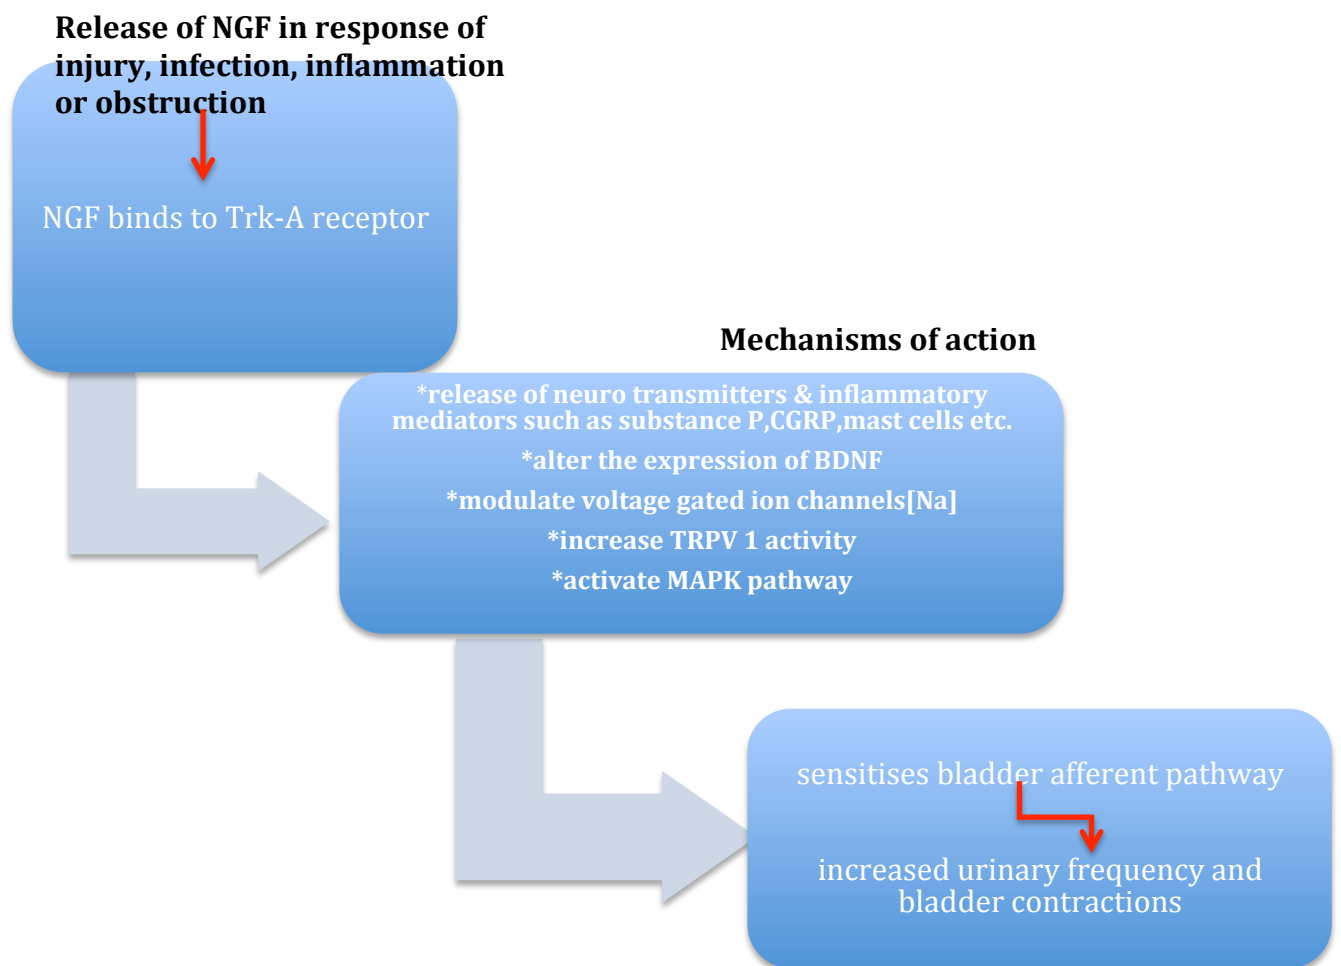 Release of NGF in response of
injury, infection, inflammation
or obstruction
NGF binds to Trk-A receptor
Mechanisms of action
*release of neuro transmitters & inflammatory
mediators such as substance P,CGRP,mast cells etc.
*alter the expression of BDNF
*modulate voltage gated ion channels[Na]
*increase TRPV 1 activity
*activate MAPK pathway
sensitises bladder afferent pathway
increased urinary frequency and
bladder contractions